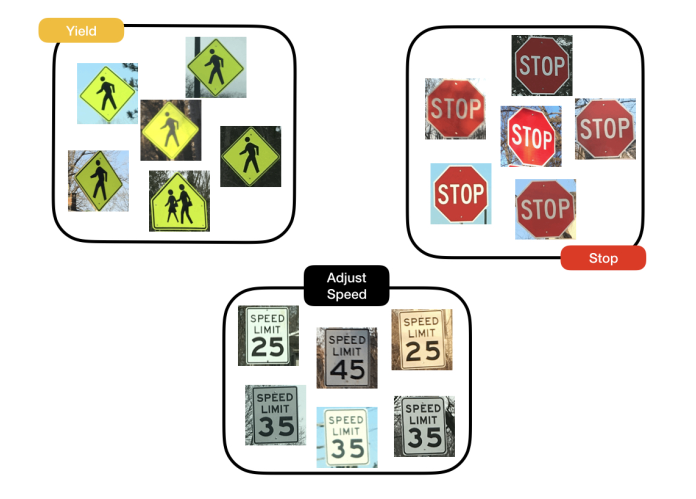 Yield
STOP
STOP
STOP
STOP
STOP
STOP
Stop
Adjust
Speed
SPEED
LIMIT
25
SPEED
LIMIT
45
SPEED
LIMIT
25
SPEED
LIMIT
35
SPEED
LIMIT
35
SPEED
LIMIT
35